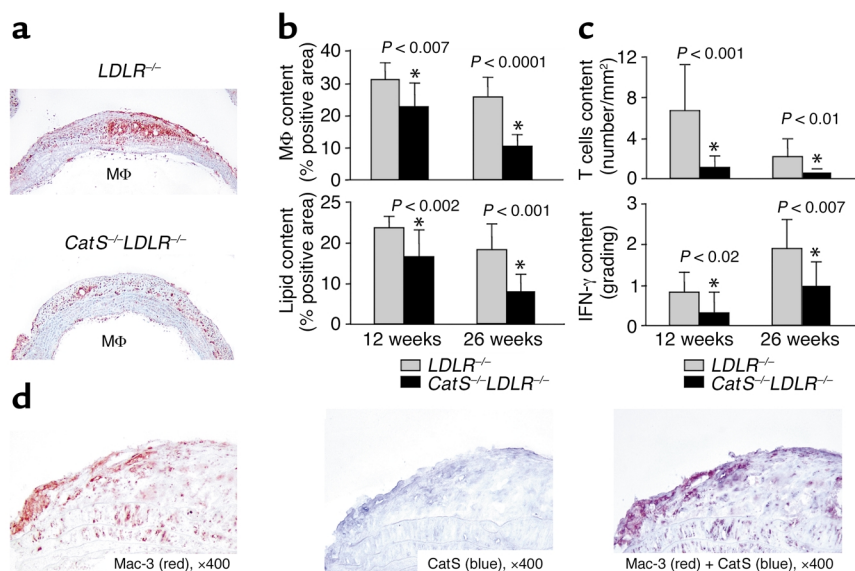 a
LDLR⁻/⁻
MΦ
CatS⁻/⁻LDLR⁻/⁻
MΦ
b
MΦ content
(% positive area)
40
30
20
10
0
P < 0.007
*
P < 0.0001
*
Lipid content
(% positive area)
25
20
10
0
P < 0.002
*
P < 0.001
*
12 weeks
26 weeks
LDLR⁻/⁻
CatS⁻/⁻LDLR⁻/⁻
c
T cells content
(number/mm²)
12
8
4
0
P < 0.001
*
P < 0.01
*
IFN-γ content
(grading)
3
2
1
0
P < 0.02
*
P < 0.007
*
12 weeks
26 weeks
LDLR⁻/⁻
CatS⁻/⁻LDLR⁻/⁻
d
Mac-3 (red), ×400
CatS (blue), ×400
Mac-3 (red) + CatS (blue), ×400